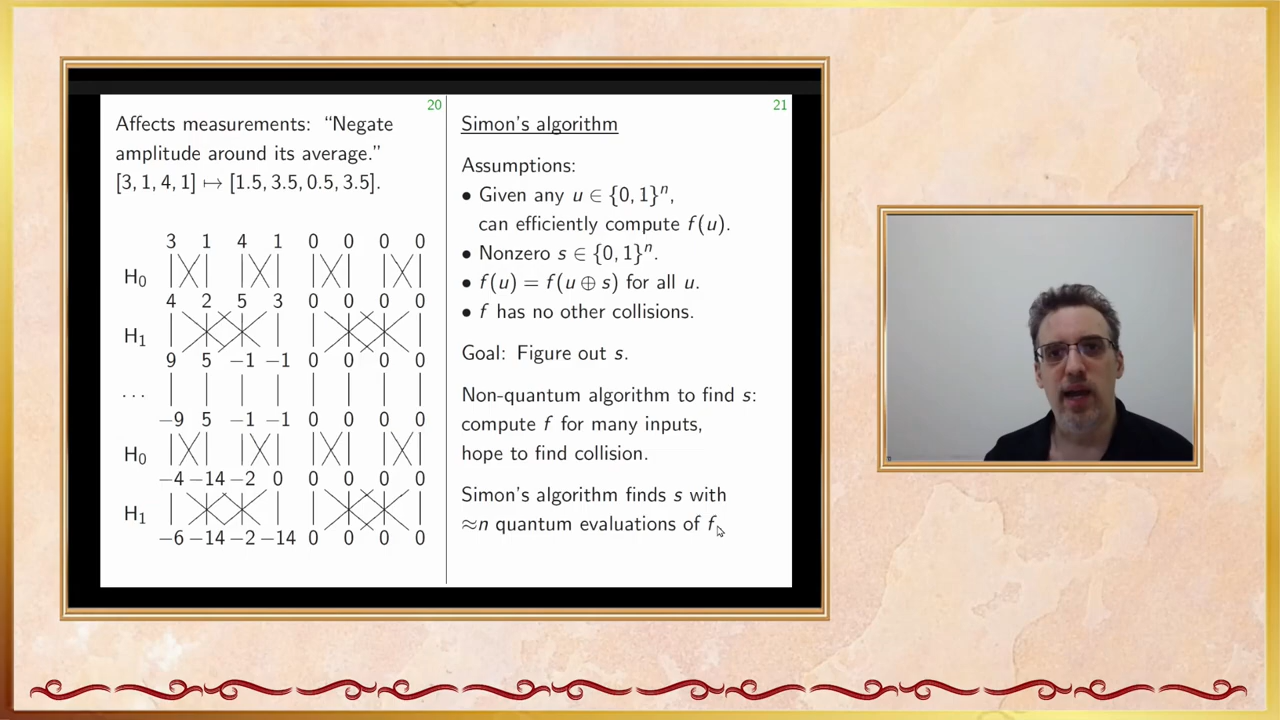 20
Affects measurements: “Negate
amplitude around its average.”
[3, 1, 4, 1] ↦ [1.5, 3.5, 0.5, 3.5].
3 1 4 1 0 0 0 0
H₀
4 2 5 3 0 0 0 0
H₁
9 5 −1 −1 0 0 0 0
...
−9 5 −1 −1 0 0 0 0
H₀
−4 −14 −2 0 0 0 0 0
H₁
−6 −14 −2 −14 0 0 0 0
21
Simon's algorithm
Assumptions:
• Given any u ∈ {0, 1}ⁿ,
can efficiently compute f(u).
• Nonzero s ∈ {0, 1}ⁿ.
• f(u) = f(u ⊕ s) for all u.
• f has no other collisions.
Goal: Figure out s.
Non-quantum algorithm to find s:
compute f for many inputs,
hope to find collision.
Simon's algorithm finds s with
≈n quantum evaluations of f.